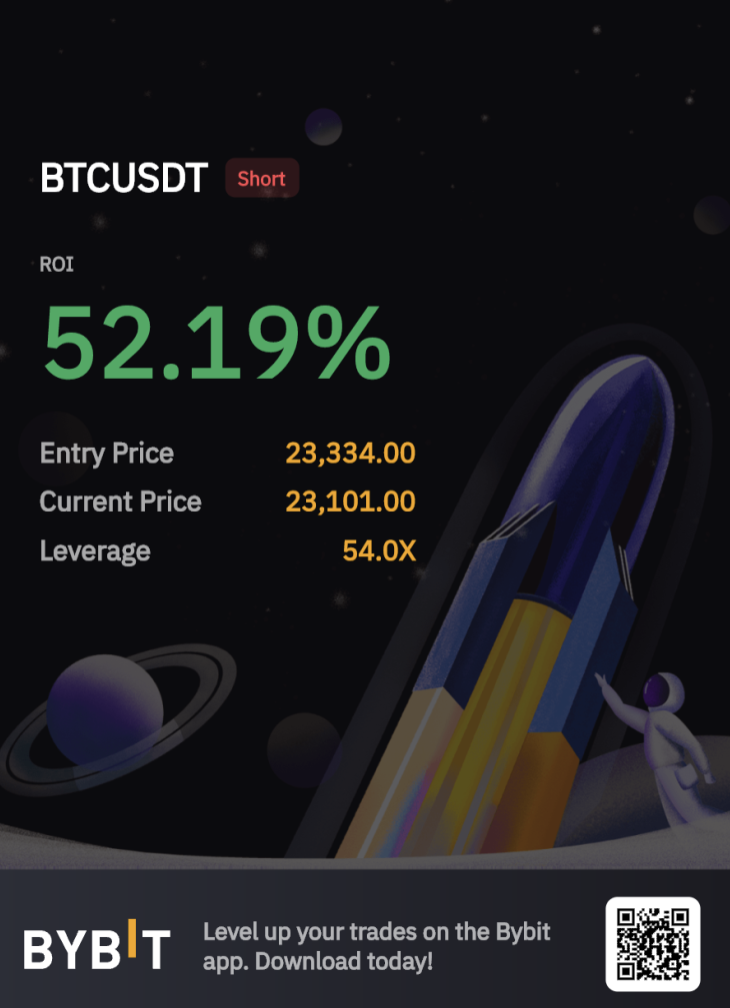 BTCUSDT Short
ROI
52.19%
Entry Price 23,334.00
Current Price 23,101.00
Leverage 54.0X
BYBIT
Level up your trades on the Bybit
app. Download today!